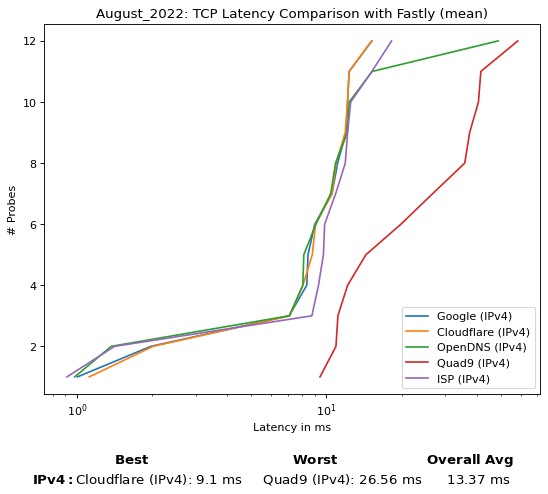 August_2022: TCP Latency Comparison with Fastly (mean)
12
10
8
6
4
2
# Probes
Google (IPv4)
Cloudflare (IPv4)
OpenDNS (IPv4)
Quad9 (IPv4)
ISP (IPv4)
10⁰ 10¹
Latency in ms
Best Worst Overall Avg
IPv4: Cloudflare (IPv4): 9.1 ms Quad9 (IPv4): 26.56 ms 13.37 ms